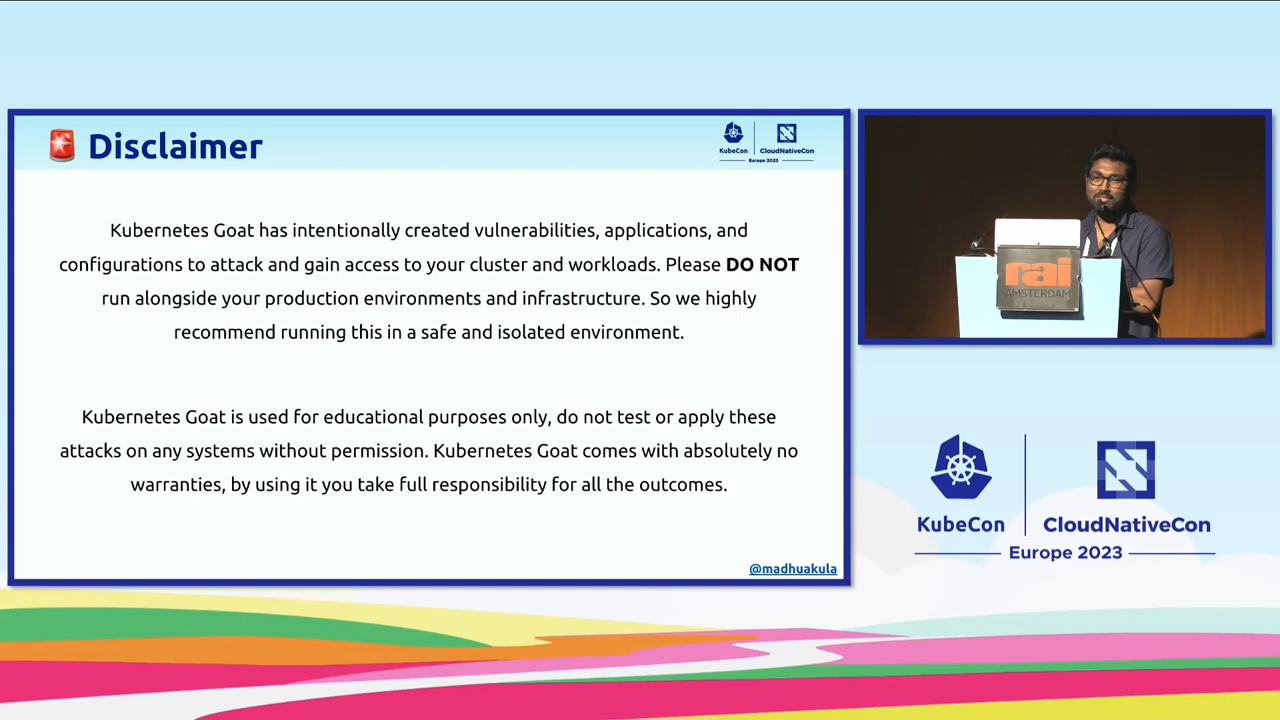 Disclaimer
KubeCon
CloudNativeCon
Europe 2023
Kubernetes Goat has intentionally created vulnerabilities, applications, and
configurations to attack and gain access to your cluster and workloads. Please DO NOT
run alongside your production environments and infrastructure. So we highly
recommend running this in a safe and isolated environment.
Kubernetes Goat is used for educational purposes only, do not test or apply these
attacks on any systems without permission. Kubernetes Goat comes with absolutely no
warranties, by using it you take full responsibility for all the outcomes.
@madhuakula
rai
AMSTERDAM
KubeCon
CloudNativeCon
Europe 2023